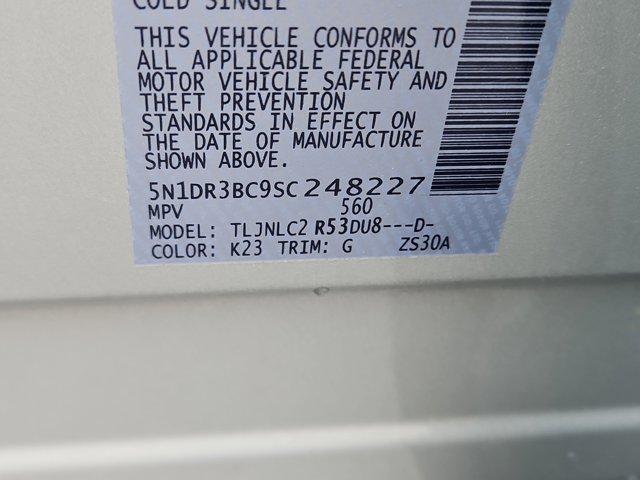 COLD SINGLE
THIS VEHICLE CONFORMS TO
ALL APPLICABLE FEDERAL
MOTOR VEHICLE SAFETY AND
THEFT PREVENTION
STANDARDS IN EFFECT ON
THE DATE OF MANUFACTURE
SHOWN ABOVE.
5N1DR3BC9SC248227
MPV 560
MODEL: TLJNLC2 R53DU8---D-
COLOR: K23 TRIM: G ZS30A